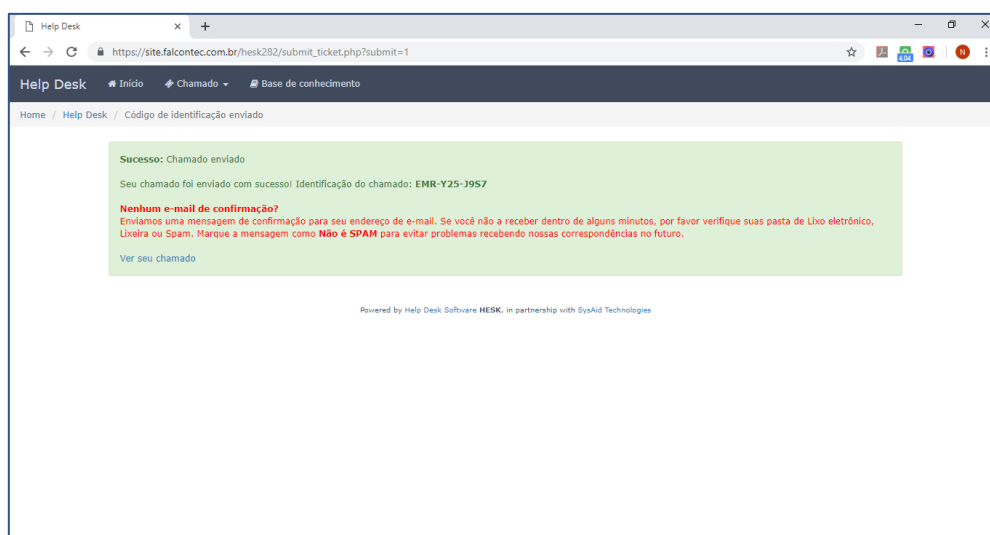 Help Desk
https://site.falcontec.com.br/hesk282/submit_ticket.php?submit=1
4,04
N
Help Desk Início Chamado Base de conhecimento
Home / Help Desk / Código de identificação enviado
Sucesso: Chamado enviado
Seu chamado foi enviado com sucesso! Identificação do chamado: EMR-Y25-J9S7
Nenhum e-mail de confirmação?
Enviamos uma mensagem de confirmação para seu endereço de e-mail. Se você não a receber dentro de alguns minutos, por favor verifique suas pasta de Lixo eletrônico,
Lixeira ou Spam. Marque a mensagem como Não é SPAM para evitar problemas recebendo nossas correspondências no futuro.
Ver seu chamado
Powered by Help Desk Software HESK, in partnership with SysAid Technologies